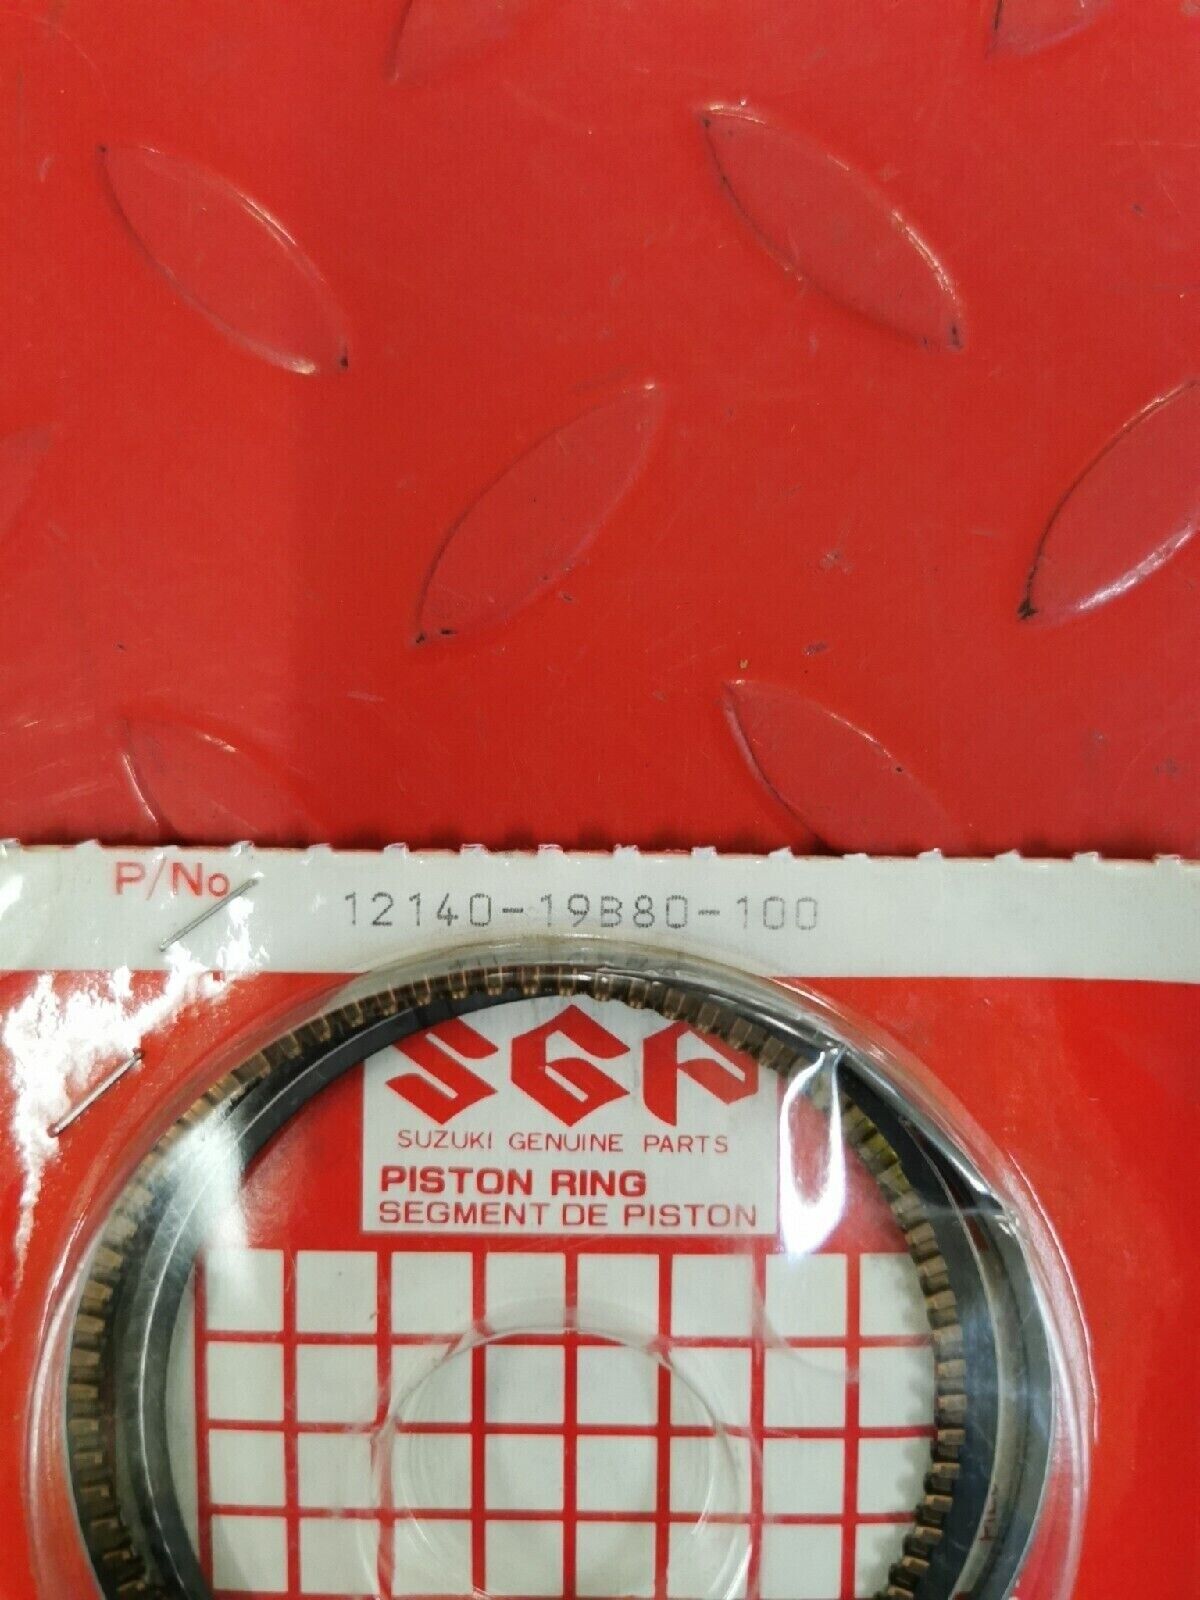 P/No 12140-19B80-100
SGP
SUZUKI GENUINE PARTS
PISTON RING
SEGMENT DE PISTON